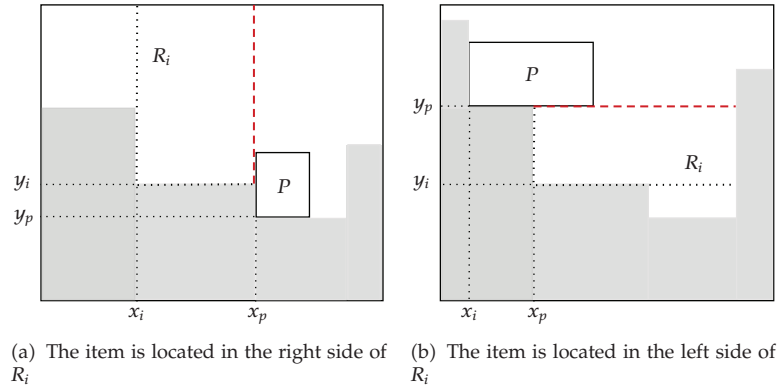 R_i
P
y_i
y_p
x_i
x_p
(a) The item is located in the right side of
R_i
P
y_p
R_i
y_i
x_i
x_p
(b) The item is located in the left side of
R_i